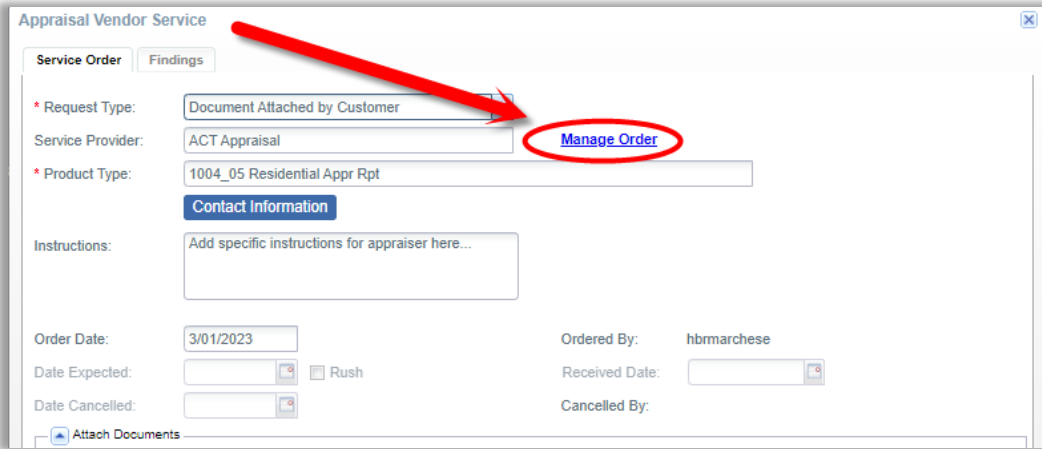 Appraisal Vendor Service
Service Order Findings
* Request Type: Document Attached by Customer
Service Provider: ACT Appraisal Manage Order
* Product Type: 1004_05 Residential Appr Rpt
Contact Information
Instructions: Add specific instructions for appraiser here...
Order Date: 3/01/2023 Ordered By: hbrmarchese
Date Expected: Rush Received Date:
Date Cancelled: Cancelled By:
Attach Documents